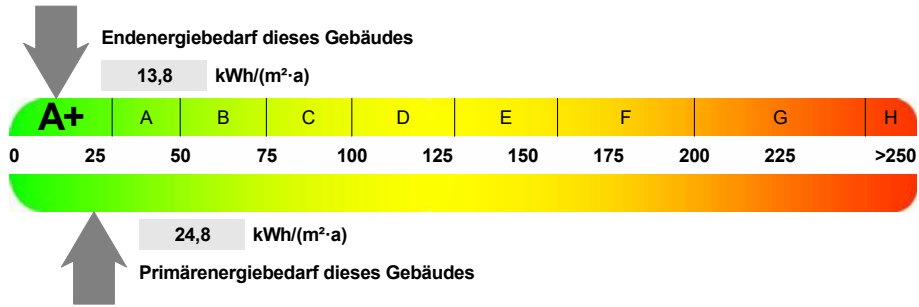 Endenergiebedarf dieses Gebäudes
13,8 kWh/(m²·a)
A+ A B C D E F G H
0 25 50 75 100 125 150 175 200 225 >250
24,8 kWh/(m²·a)
Primärenergiebedarf dieses Gebäudes